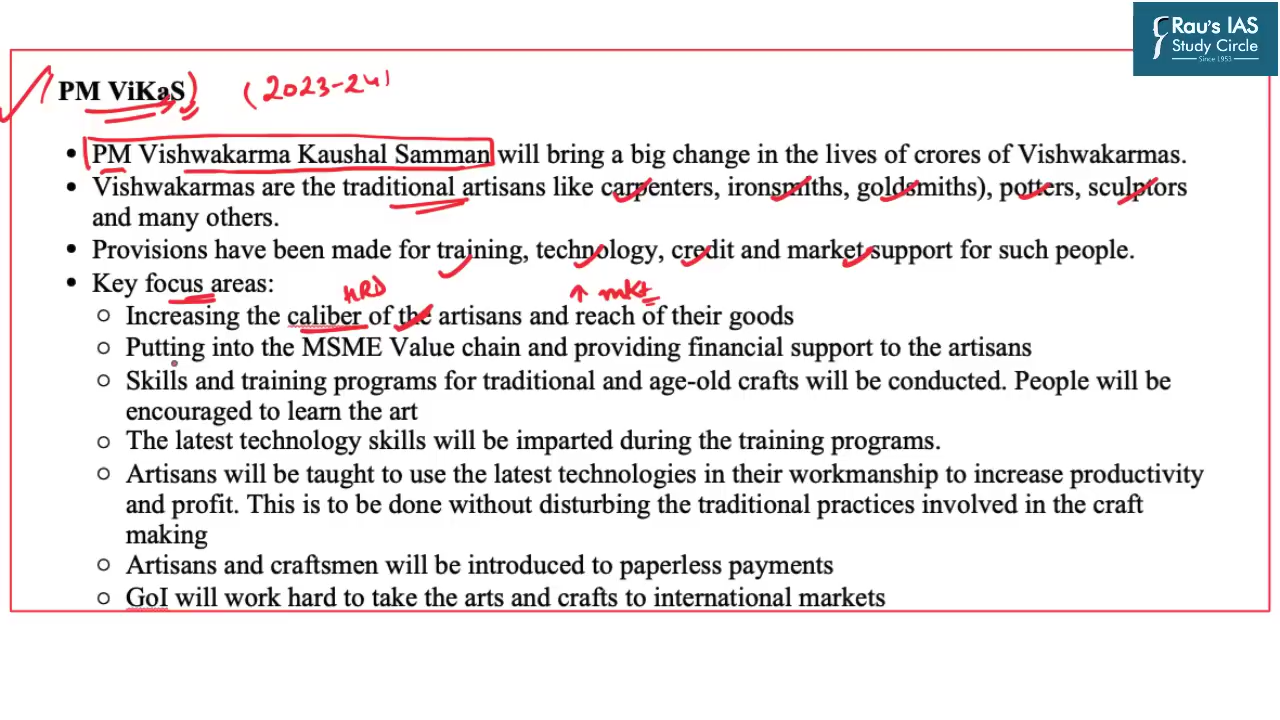 Rau's IAS
Study Circle
Since 1953
PM ViKaS (2023-24)
• PM Vishwakarma Kaushal Samman will bring a big change in the lives of crores of Vishwakarmas.
• Vishwakarmas are the traditional artisans like carpenters, ironsmiths, goldsmiths), potters, sculptors
and many others.
• Provisions have been made for training, technology, credit and market support for such people.
• Key focus areas:
HRD ↑ mkt
○ Increasing the caliber of the artisans and reach of their goods
○ Putting into the MSME Value chain and providing financial support to the artisans
○ Skills and training programs for traditional and age-old crafts will be conducted. People will be
encouraged to learn the art
○ The latest technology skills will be imparted during the training programs.
○ Artisans will be taught to use the latest technologies in their workmanship to increase productivity
and profit. This is to be done without disturbing the traditional practices involved in the craft
making
○ Artisans and craftsmen will be introduced to paperless payments
○ GoI will work hard to take the arts and crafts to international markets